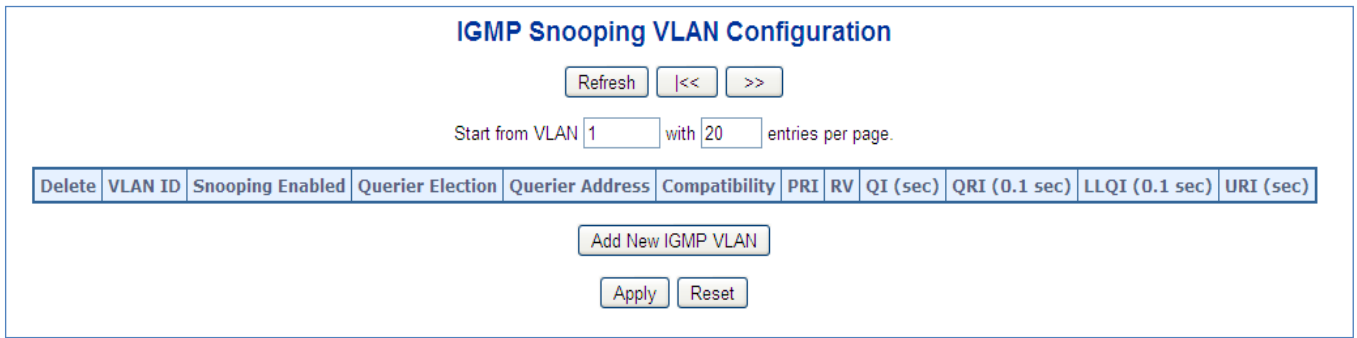 IGMP Snooping VLAN Configuration
Refresh |<< >>
Start from VLAN 1 with 20 entries per page.
Delete VLAN ID Snooping Enabled Querier Election Querier Address Compatibility PRI RV QI (sec) QRI (0.1 sec) LLQI (0.1 sec) URI (sec)
Add New IGMP VLAN
Apply Reset